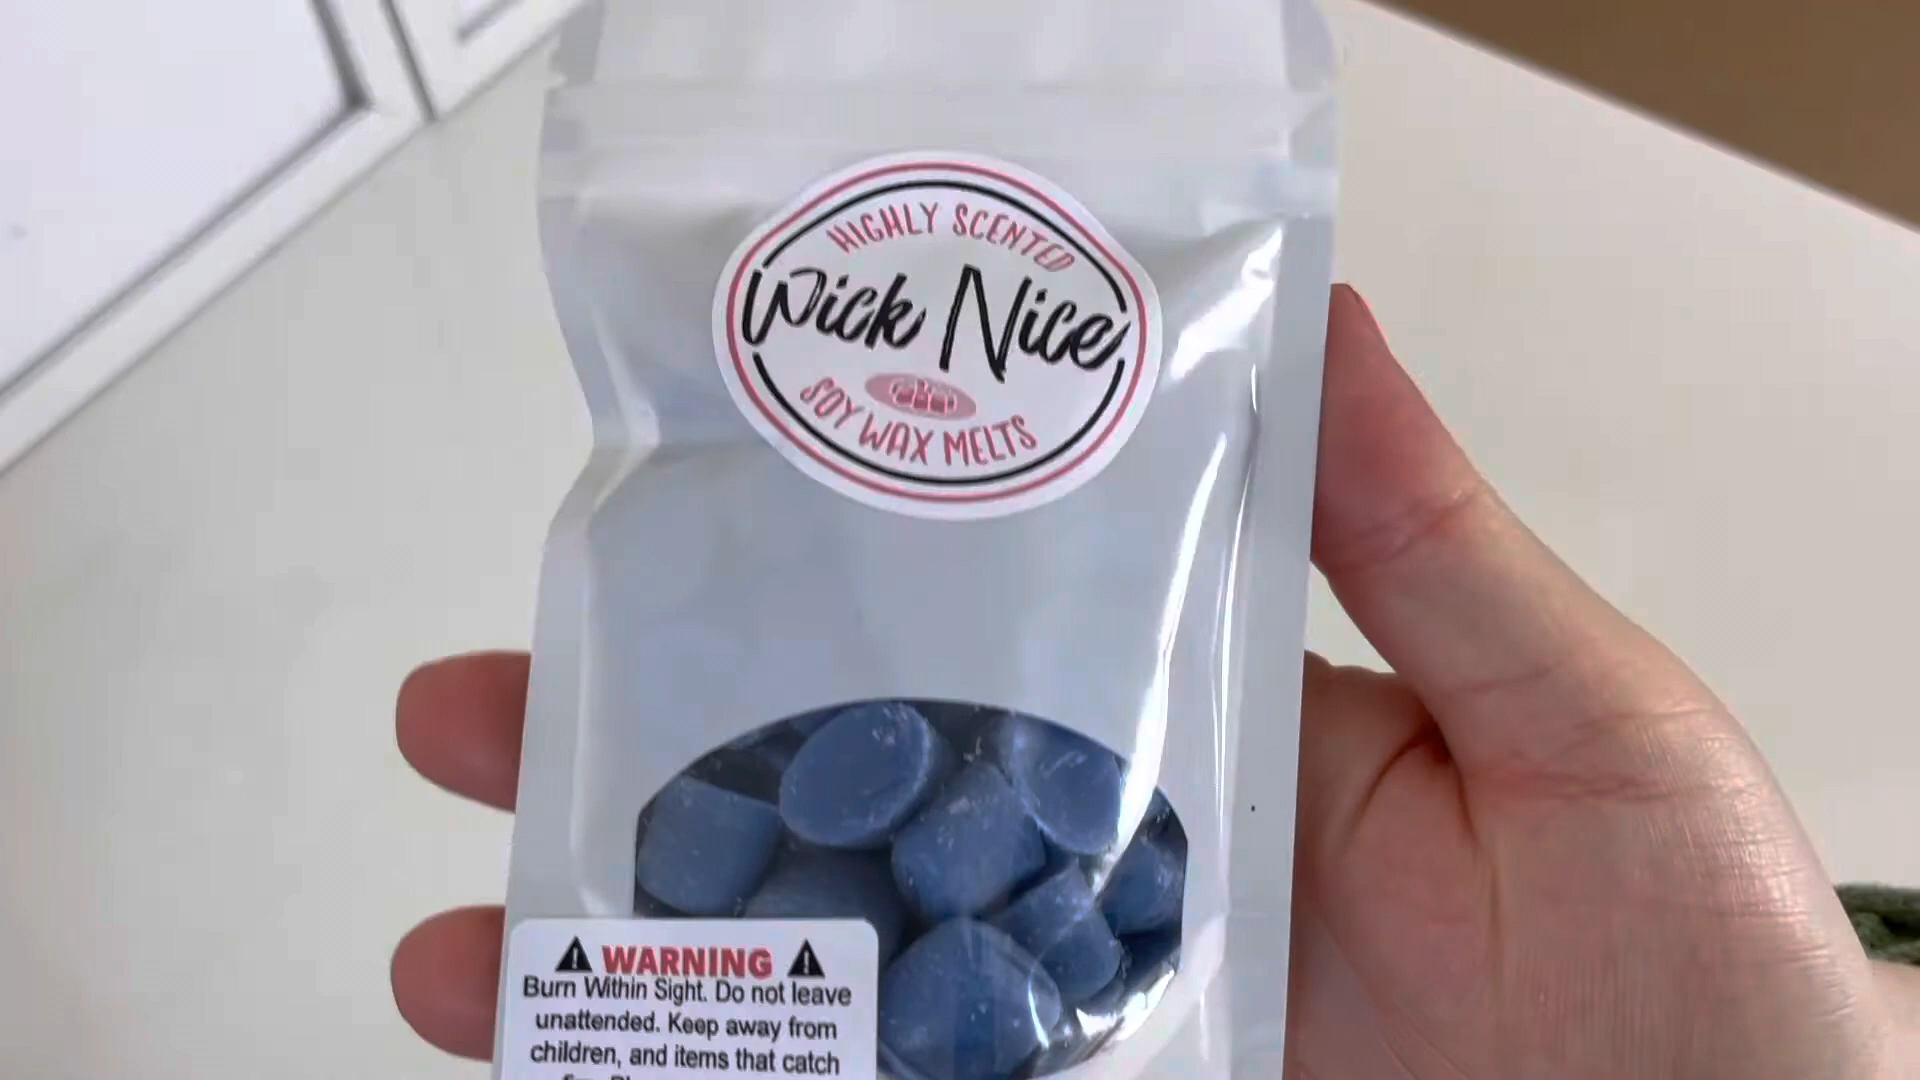 HIGHLY SCENTED
Wick Nice
SOY WAX MELTS
WARNING
Burn Within Sight. Do not leave
unattended. Keep away from
children, and items that catch